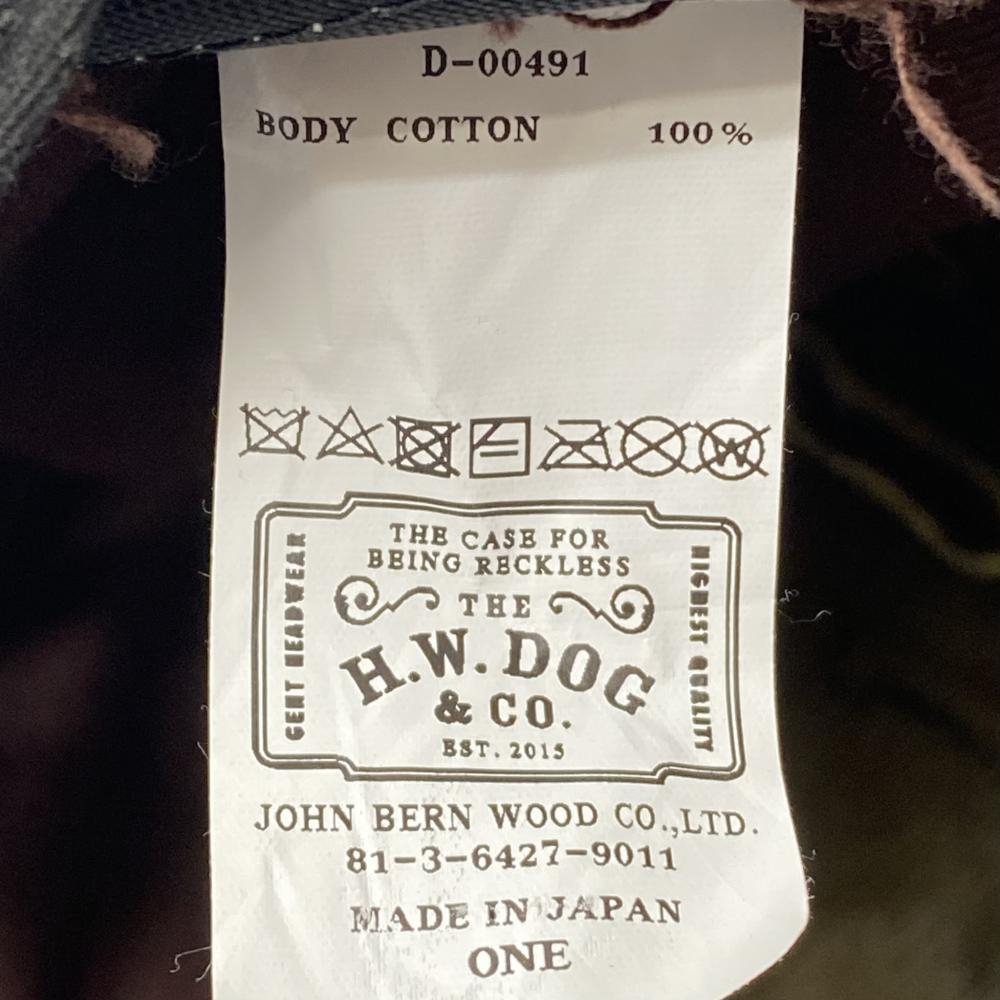 D-00491
BODY COTTON 100%
W
THE CASE FOR
BEING RECKLESS
GENT HEADWEAR
HIGHEST QUALITY
THE
H.W. DOG
& CO.
EST. 2015
JOHN BERN WOOD CO.,LTD.
81-3-6427-9011
MADE IN JAPAN
ONE